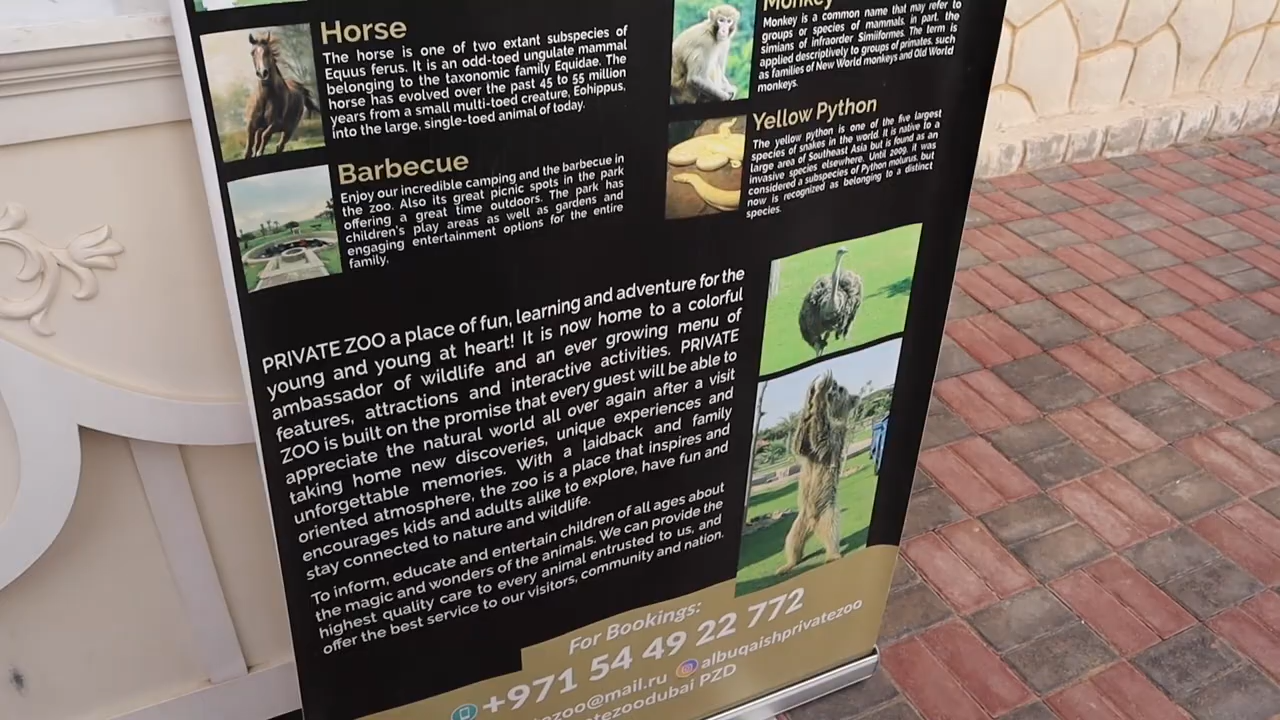 Horse
The horse is one of two extant subspecies of
Equus ferus. It is an odd-toed ungulate mammal
belonging to the taxonomic family Equidae. The
horse has evolved over the past 45 to 55 million
years from a small multi-toed creature, Eohippus,
into the large, single-toed animal of today.
Barbecue
Enjoy our incredible camping and the barbecue in
the zoo. Also its great picnic spots in the park
offering a great time outdoors. The park has
children's play areas as well as gardens and
engaging entertainment options for the entire
family.
Monkey
Monkey is a common name that may refer to
groups or species of mammals, in part, the
simians of infraorder Simiiformes. The term is
applied descriptively to groups of primates, such
as families of New World monkeys and Old World
monkeys.
Yellow Python
The yellow python is one of the five largest
species of snakes in the world. It is native to a
large area of Southeast Asia but is found as an
invasive species elsewhere. Until 2009, it was
considered a subspecies of Python molurus, but
now is recognized as belonging to a distinct
species.
PRIVATE ZOO a place of fun, learning and adventure for the
young and young at heart! It is now home to a colorful
ambassador of wildlife and an ever growing menu of
features, attractions and interactive activities. PRIVATE
ZOO is built on the promise that every guest will be able to
appreciate the natural world all over again after a visit
taking home new discoveries, unique experiences and
unforgettable memories. With a laidback and family
oriented atmosphere, the zoo is a place that inspires and
encourages kids and adults alike to explore, have fun and
stay connected to nature and wildlife.
To inform, educate and entertain children of all ages about
the magic and wonders of the animals. We can provide the
highest quality care to every animal entrusted to us, and
offer the best service to our visitors, community and nation.
For Bookings:
+971 54 49 22 772
tezoo@mail.ru albuqaishprivatezoo
atezoodubai PZD